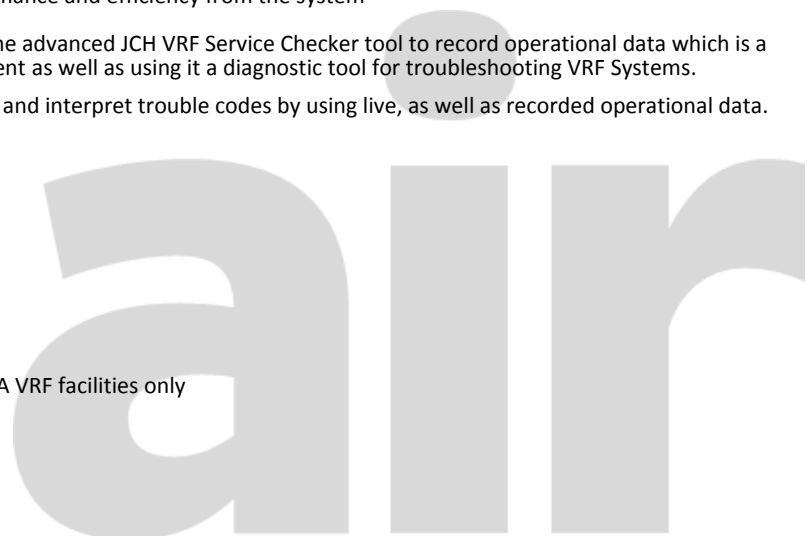 nance and efficiency from the system
ne advanced JCH VRF Service Checker tool to record operational data which is a
ent as well as using it a diagnostic tool for troubleshooting VRF Systems.
and interpret trouble codes by using live, as well as recorded operational data.
air
A VRF facilities only